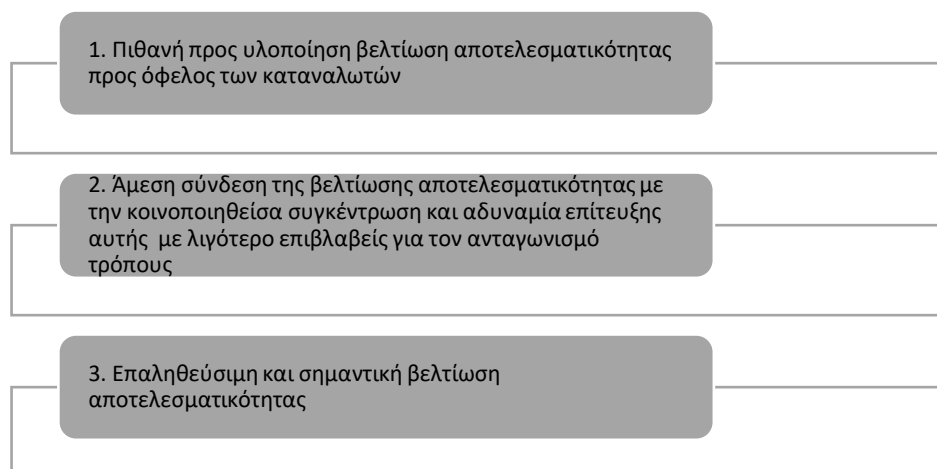 1. Πιθανή προς υλοποίηση βελτίωση αποτελεσματικότητας
προς όφελος των καταναλωτών
2. Άμεση σύνδεση της βελτίωσης αποτελεσματικότητας με
την κοινοποιηθείσα συγκέντρωση και αδυναμία επίτευξης
αυτής με λιγότερο επιβλαβείς για τον ανταγωνισμό
τρόπους
3. Επαληθεύσιμη και σημαντική βελτίωση
αποτελεσματικότητας